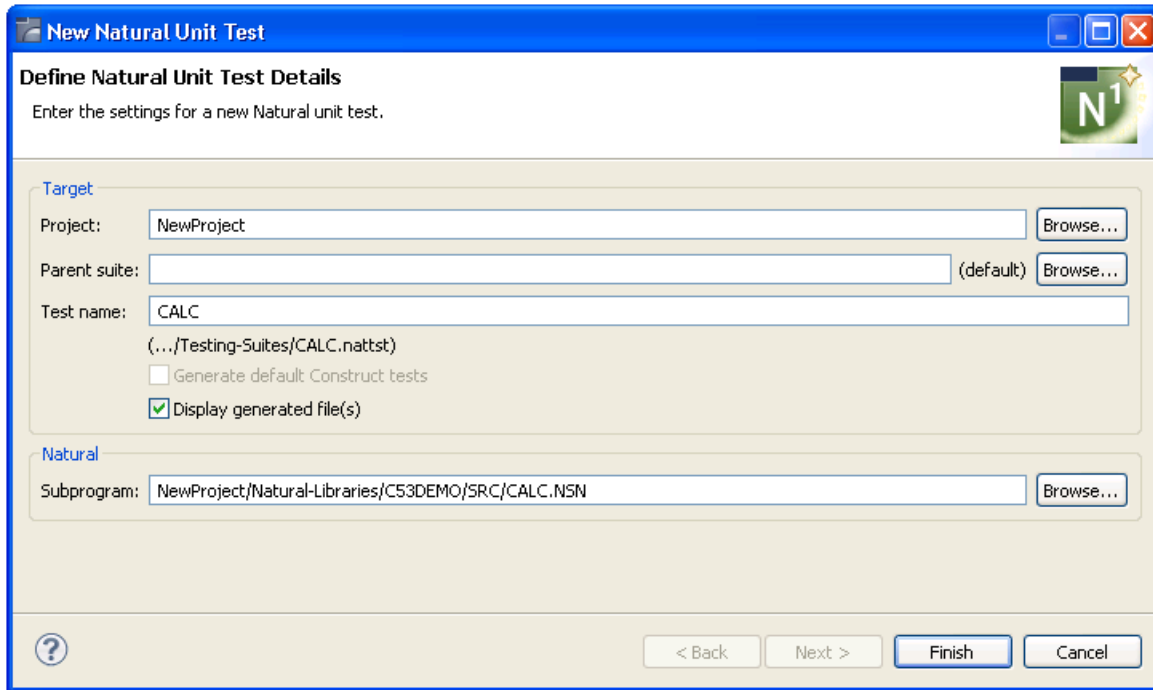 New Natural Unit Test
Define Natural Unit Test Details
Enter the settings for a new Natural unit test.
N1
Target
Project: NewProject Browse...
Parent suite: (default) Browse...
Test name: CALC
(.../Testing-Suites/CALC.nattst)
Generate default Construct tests
Display generated file(s)
Natural
Subprogram: NewProject/Natural-Libraries/C53DEMO/SRC/CALC.NSN Browse...
? < Back Next > Finish Cancel